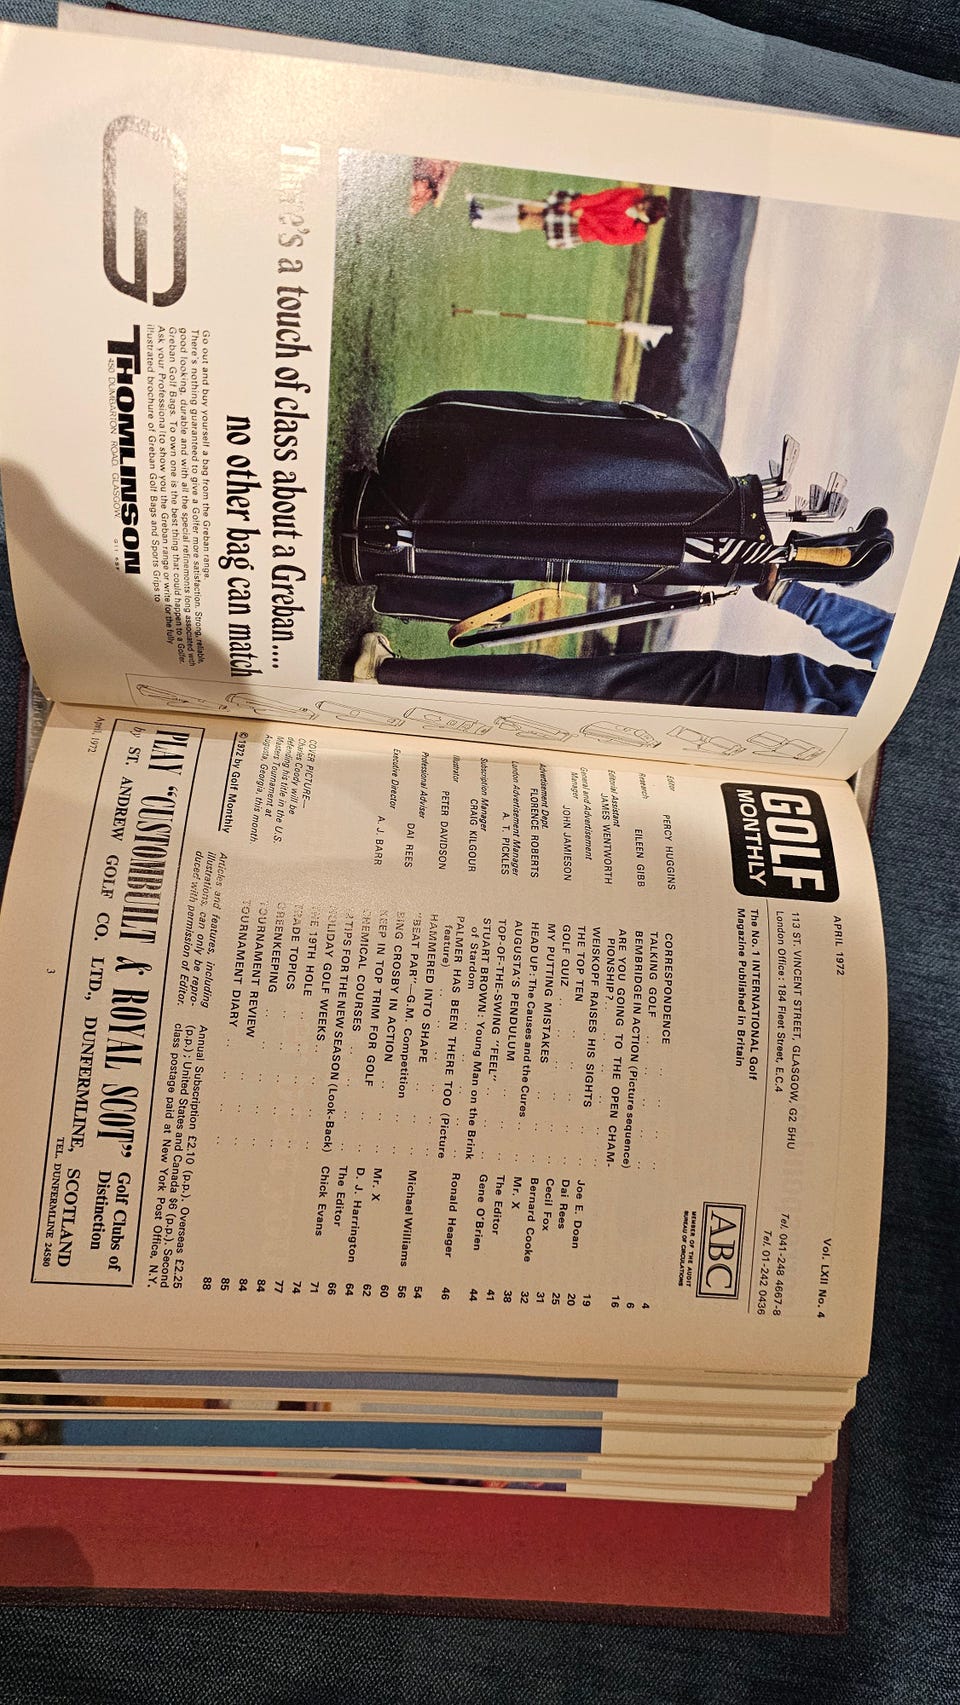 There's a touch of class about a Greban....
no other bag can match
Go out and buy yourself a bag from the Greban range.
There's nothing guaranteed to give a Golfer more satisfaction. Strong, reliable,
good looking, durable and with all the special refinements long associated with
Greban Golf Bags. To own one is the best thing that could happen to a Golfer.
Ask your Professional to show you the Greban range or write for the fully
illustrated brochure of Greban Golf Bags and Sports Grips to
G THOMLINSON
450 DUMBARTON ROAD, GLASGOW
APRIL 1972
Vol. LXII No. 4
GOLF
MONTHLY
113 ST. VINCENT STREET, GLASGOW, G2 5HU
Tel. 041-248 4667-8
London Office: 184 Fleet Street, E.C.4
Tel. 01-242 0436
The No. 1 INTERNATIONAL Golf
Magazine Published in Britain
ABC
MEMBER OF THE AUDIT
BUREAU OF CIRCULATIONS
Editor
PERCY HUGGINS
Research
EILEEN GIBB
Editorial Assistant
JAMES WENTWORTH
General and Advertisement
Manager
JOHN JAMIESON
Advertisement Dept.
FLORENCE ROBERTS
London Advertisement Manager
A. T. PICKLES
Subscription Manager
CRAIG KILGOUR
Illustrator
PETER DAVIDSON
Professional Adviser
DAI REES
Executive Director
A. J. BARR
COVER PICTURE—
Charles Coody will be
defending his title in the U.S.
Masters Tournament at
Augusta, Georgia, this month
© 1972 by Golf Monthly
CORRESPONDENCE 4
TALKING GOLF 6
BEMBRIDGE IN ACTION (Picture sequence) 16
ARE YOU GOING TO THE OPEN CHAM-
PIONSHIP? 19
WEISKOPF RAISES HIS SIGHTS Joe E. Doan 20
THE TOP TEN Dai Rees 25
GOLF QUIZ Cecil Fox 31
MY PUTTING MISTAKES Bernard Cooke 32
HEAD UP: The Causes and the Cures Mr. X 38
AUGUSTA'S PENDULUM The Editor 41
TOP-OF-THE-SWING "FEEL" Gene O'Brien 44
STUART BROWN: Young Man on the Brink
of Stardom Ronald Heager 46
PALMER HAS BEEN THERE TOO (Picture
feature) 54
HAMMERED INTO SHAPE Michael Williams 56
"BEAT PAR"—G.M. Competition 60
BING CROSBY IN ACTION Mr. X 62
KEEP IN TOP TRIM FOR GOLF D. J. Harrington 64
CHEMICAL COURSES The Editor 66
TIPS FOR THE NEW SEASON (Look-Back) Chick Evans 71
HOLIDAY GOLF WEEKS 74
THE 19TH HOLE 77
TRADE TOPICS 84
GREENKEEPING 84
TOURNAMENT REVIEW 85
TOURNAMENT DIARY 88
Articles and features, including
illustrations, can only be repro-
duced with permission of Editor.
Annual Subscription £2.10 (p.p.). Overseas £2.25
(p.p.); United States and Canada $6 (p.p.). Second
class postage paid at New York Post Office, N.Y.
PLAY "CUSTOMBUILT & ROYAL SCOT" Golf Clubs of
Distinction
by ST. ANDREW GOLF CO. LTD., DUNFERMLINE, SCOTLAND
TEL. DUNFERMLINE 24580
April, 1972
3